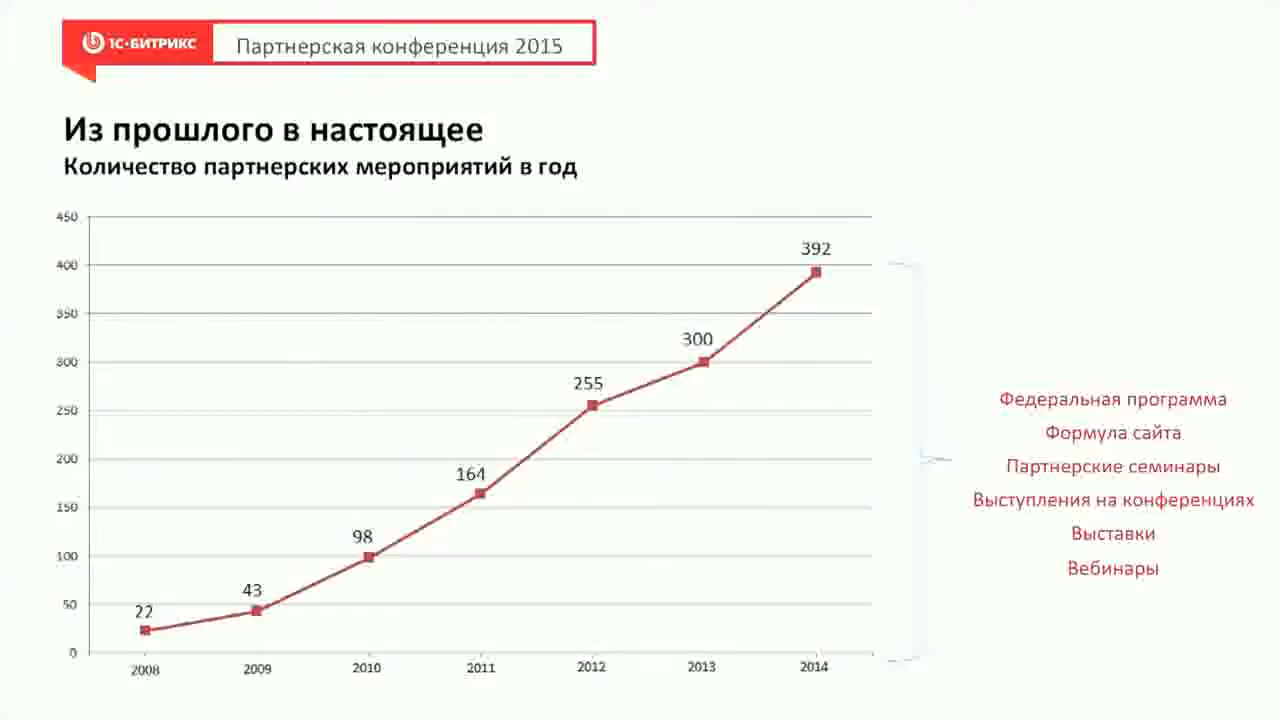 1С-БИТРИКС
Партнерская конференция 2015
Из прошлого в настоящее
Количество партнерских мероприятий в год
450
400
350
300
250
200
150
100
50
0
22
43
98
164
255
300
392
2008
2009
2010
2011
2012
2013
2014
Федеральная программа
Формула сайта
Партнерские семинары
Выступления на конференциях
Выставки
Вебинары